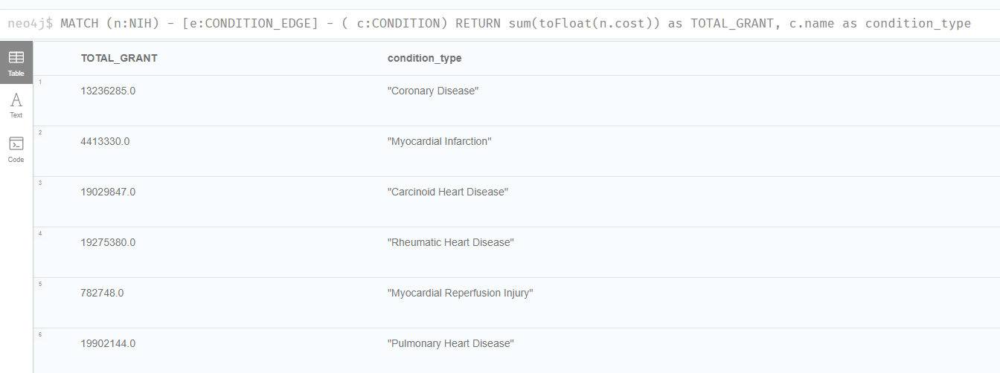 neo4j$ MATCH (n:NIH) - [e:CONDITION_EDGE] - ( c:CONDITION) RETURN sum(toFloat(n.cost)) as TOTAL_GRANT, c.name as condition_type
Table
Text
Code
TOTAL_GRANT condition_type
1 13236285.0 "Coronary Disease"
2 4413330.0 "Myocardial Infarction"
3 19029847.0 "Carcinoid Heart Disease"
4 19275380.0 "Rheumatic Heart Disease"
5 782748.0 "Myocardial Reperfusion Injury"
6 19902144.0 "Pulmonary Heart Disease"